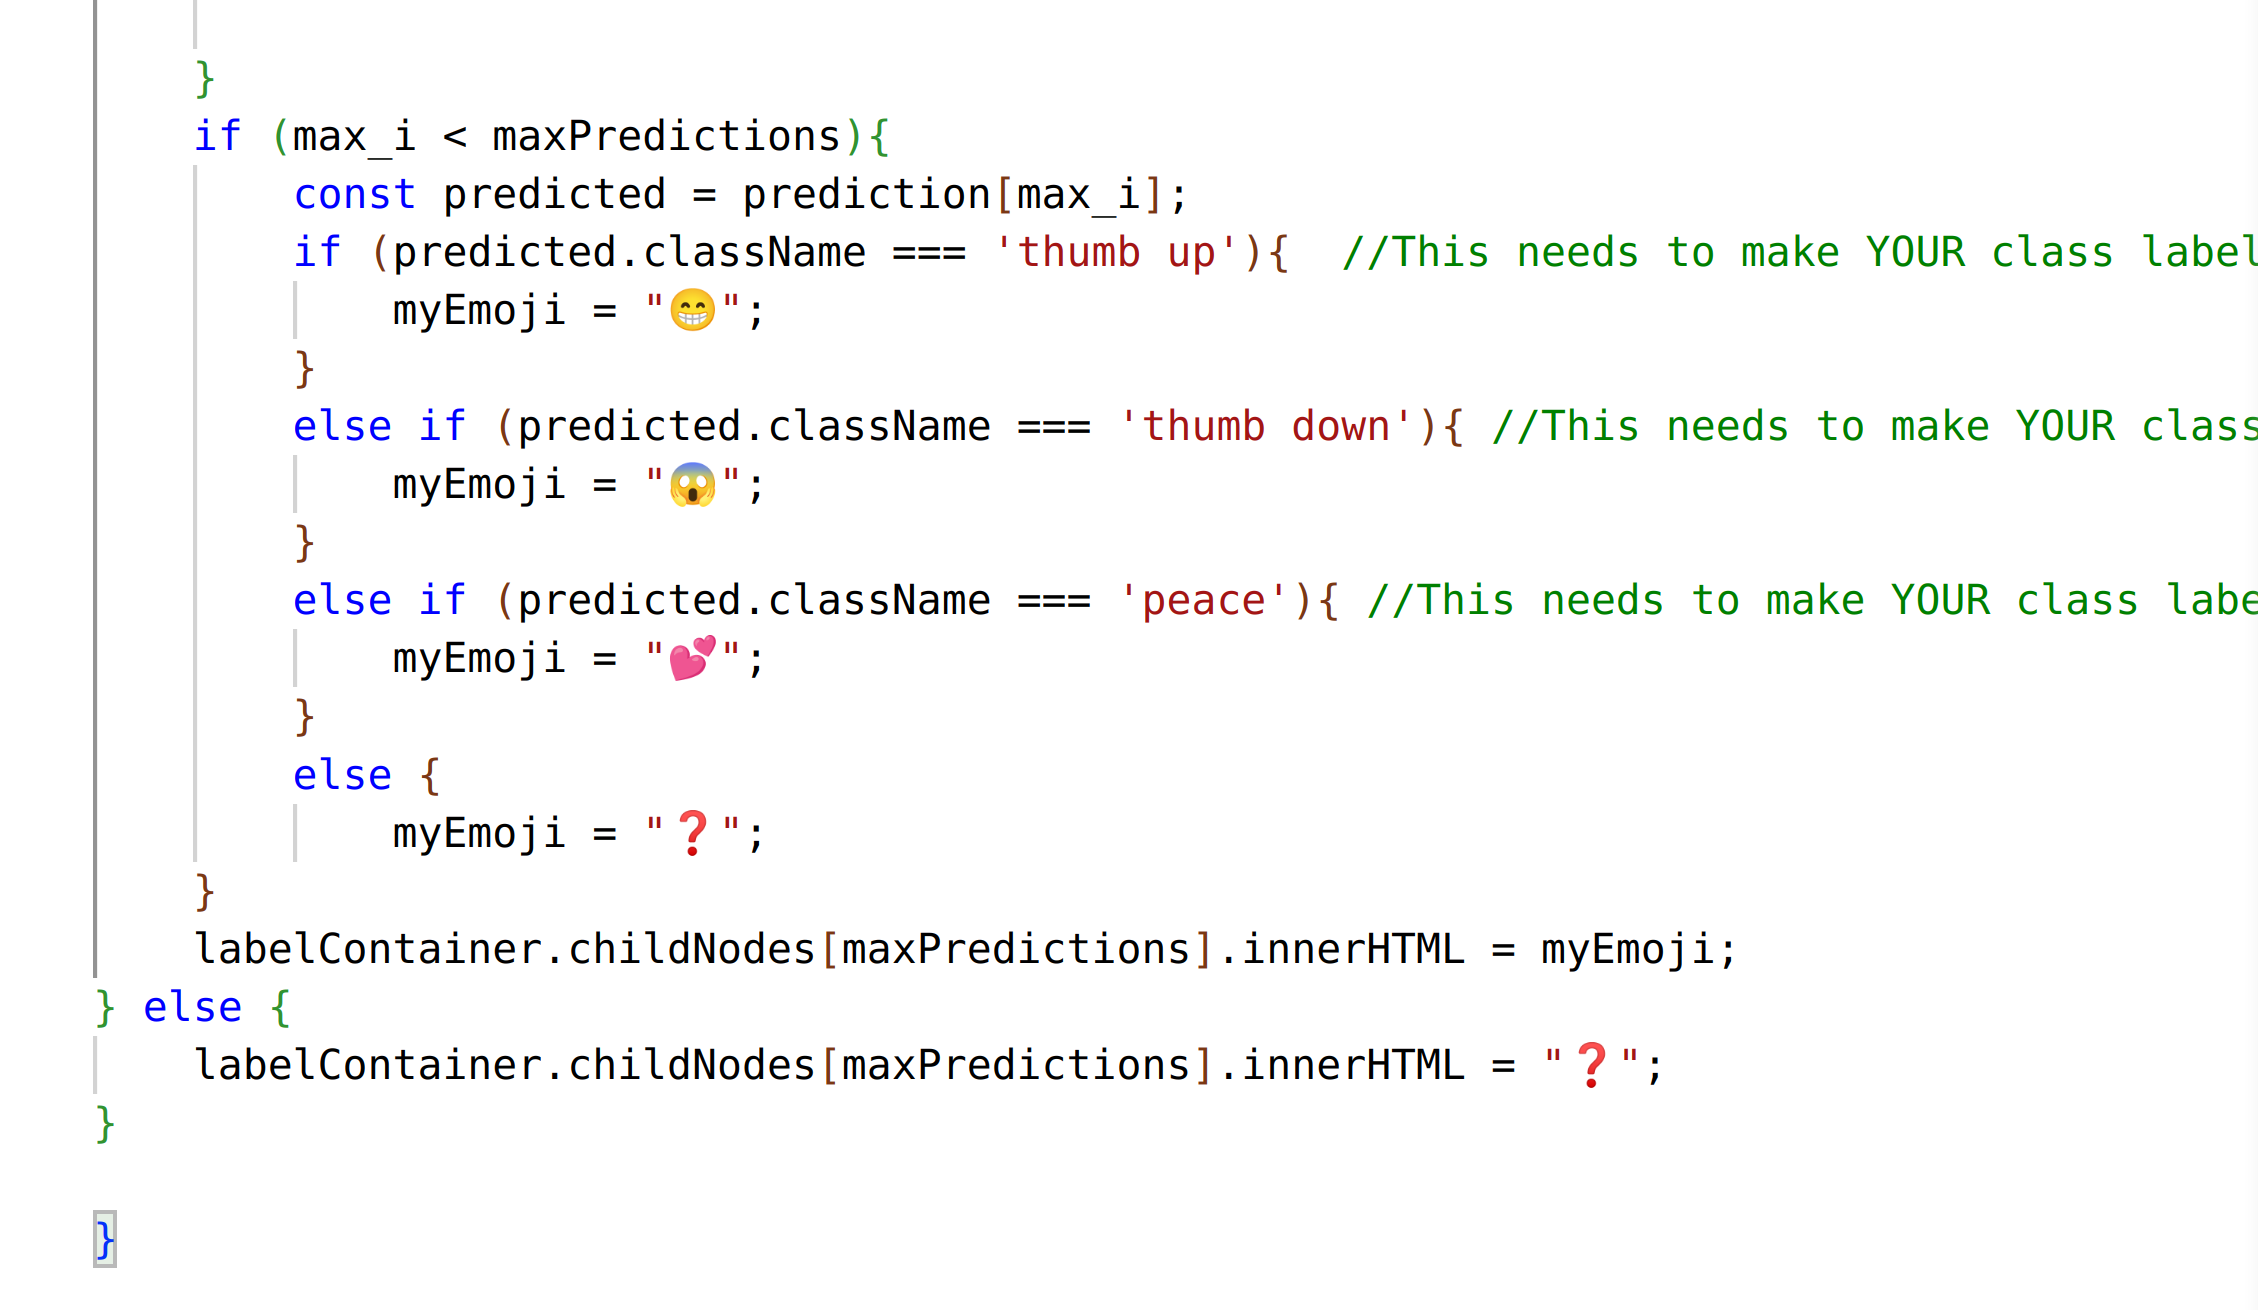 }
if (max_i < maxPredictions){
const predicted = prediction[max_i];
if (predicted.className === 'thumb up'){  //This needs to make YOUR class label
myEmoji = "😁";
}
else if (predicted.className === 'thumb down'){ //This needs to make YOUR class
myEmoji = "😱";
}
else if (predicted.className === 'peace'){ //This needs to make YOUR class labe
myEmoji = "💕";
}
else {
myEmoji = "❓";
}
labelContainer.childNodes[maxPredictions].innerHTML = myEmoji;
} else {
labelContainer.childNodes[maxPredictions].innerHTML = "❓";
}
}